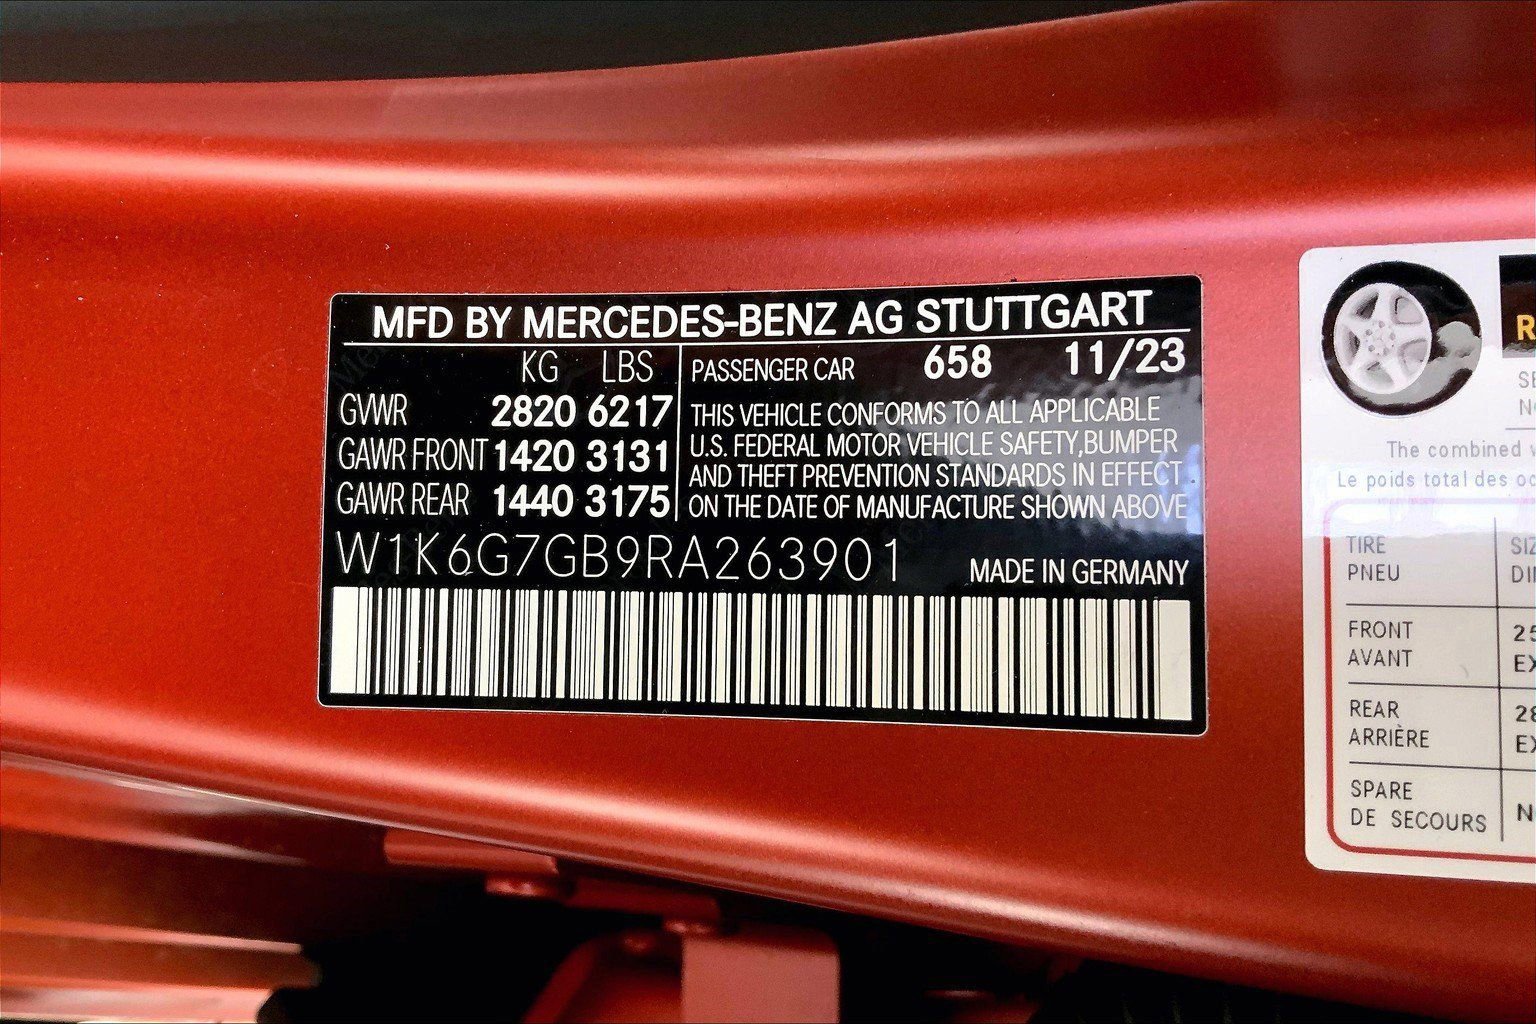 MFD BY MERCEDES-BENZ AG STUTTGART
KG LBS
GVWR 2820 6217
GAWR FRONT 1420 3131
GAWR REAR 1440 3175
PASSENGER CAR 658 11/23
THIS VEHICLE CONFORMS TO ALL APPLICABLE
U.S. FEDERAL MOTOR VEHICLE SAFETY,BUMPER
AND THEFT PREVENTION STANDARDS IN EFFECT
ON THE DATE OF MANUFACTURE SHOWN ABOVE
W1K6G7GB9RA263901
MADE IN GERMANY
The combined
Le poids total des
TIRE
PNEU
FRONT
AVANT
REAR
ARRIÈRE
SPARE
DE SECOURS